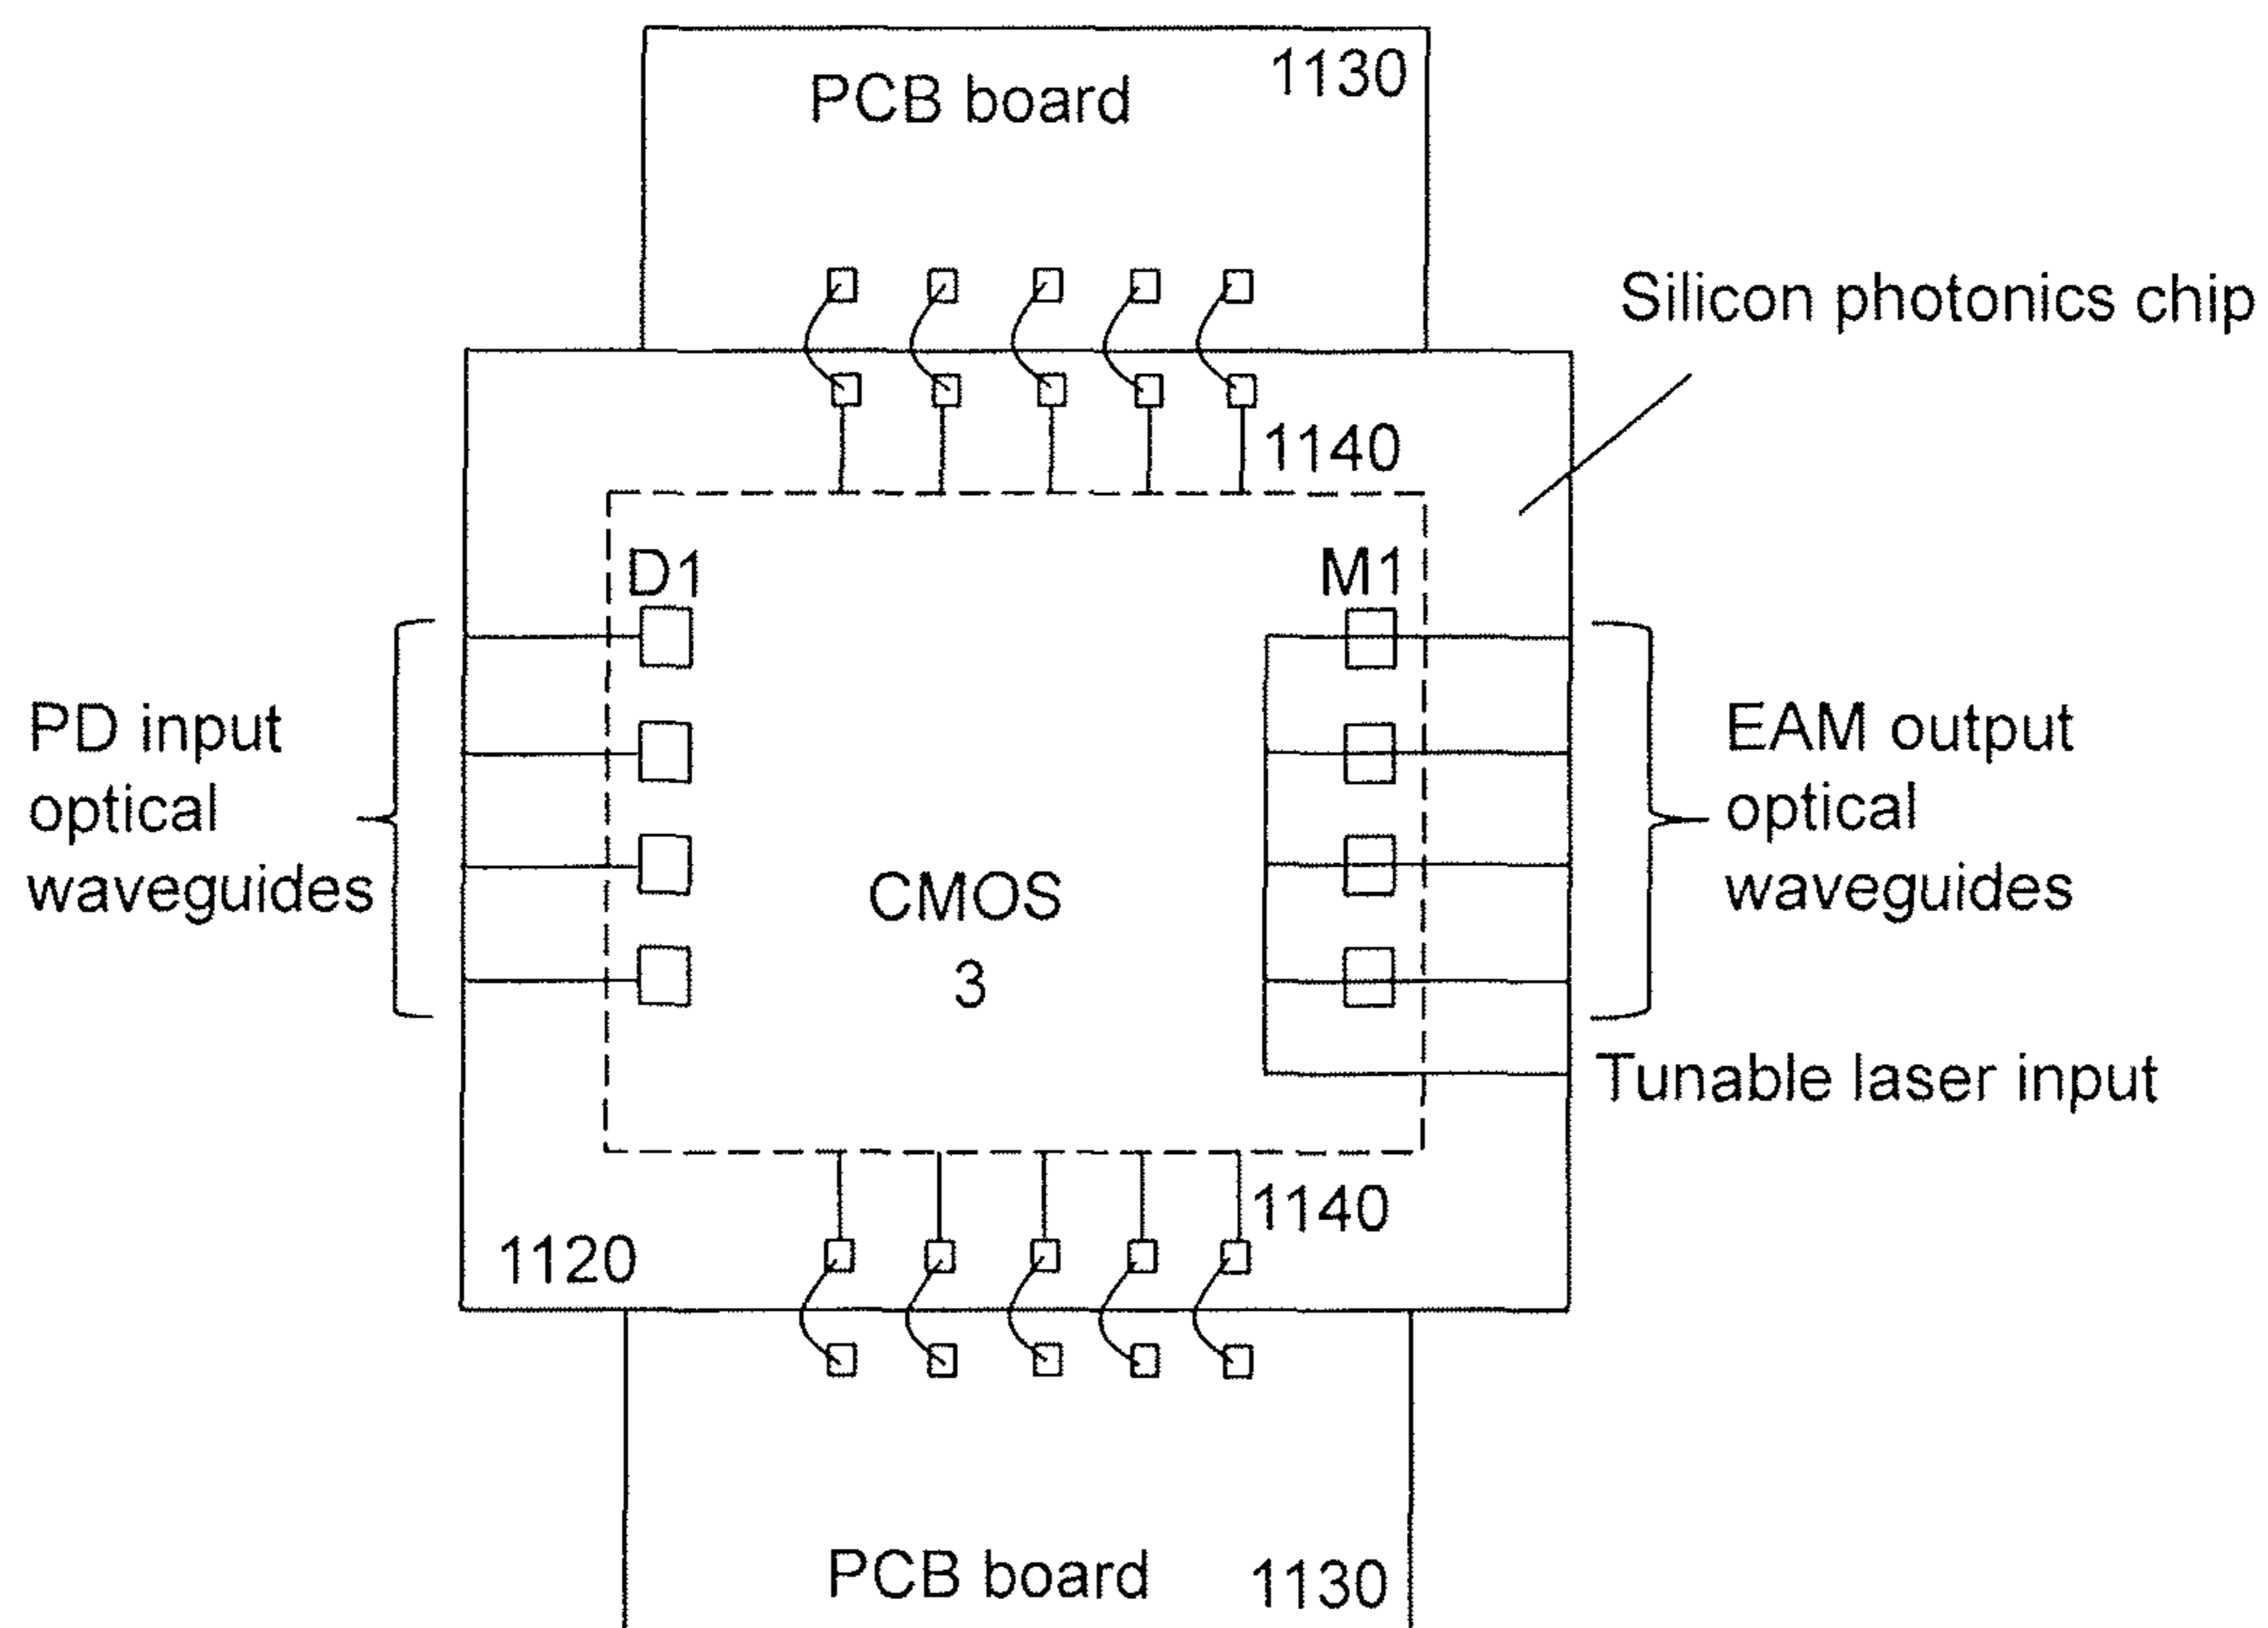 PCB board
1130
Silicon photonics chip
1140
D1
M1
PD input
optical
waveguides
CMOS
3
EAM output
optical
waveguides
Tunable laser input
1140
1120
PCB board
1130